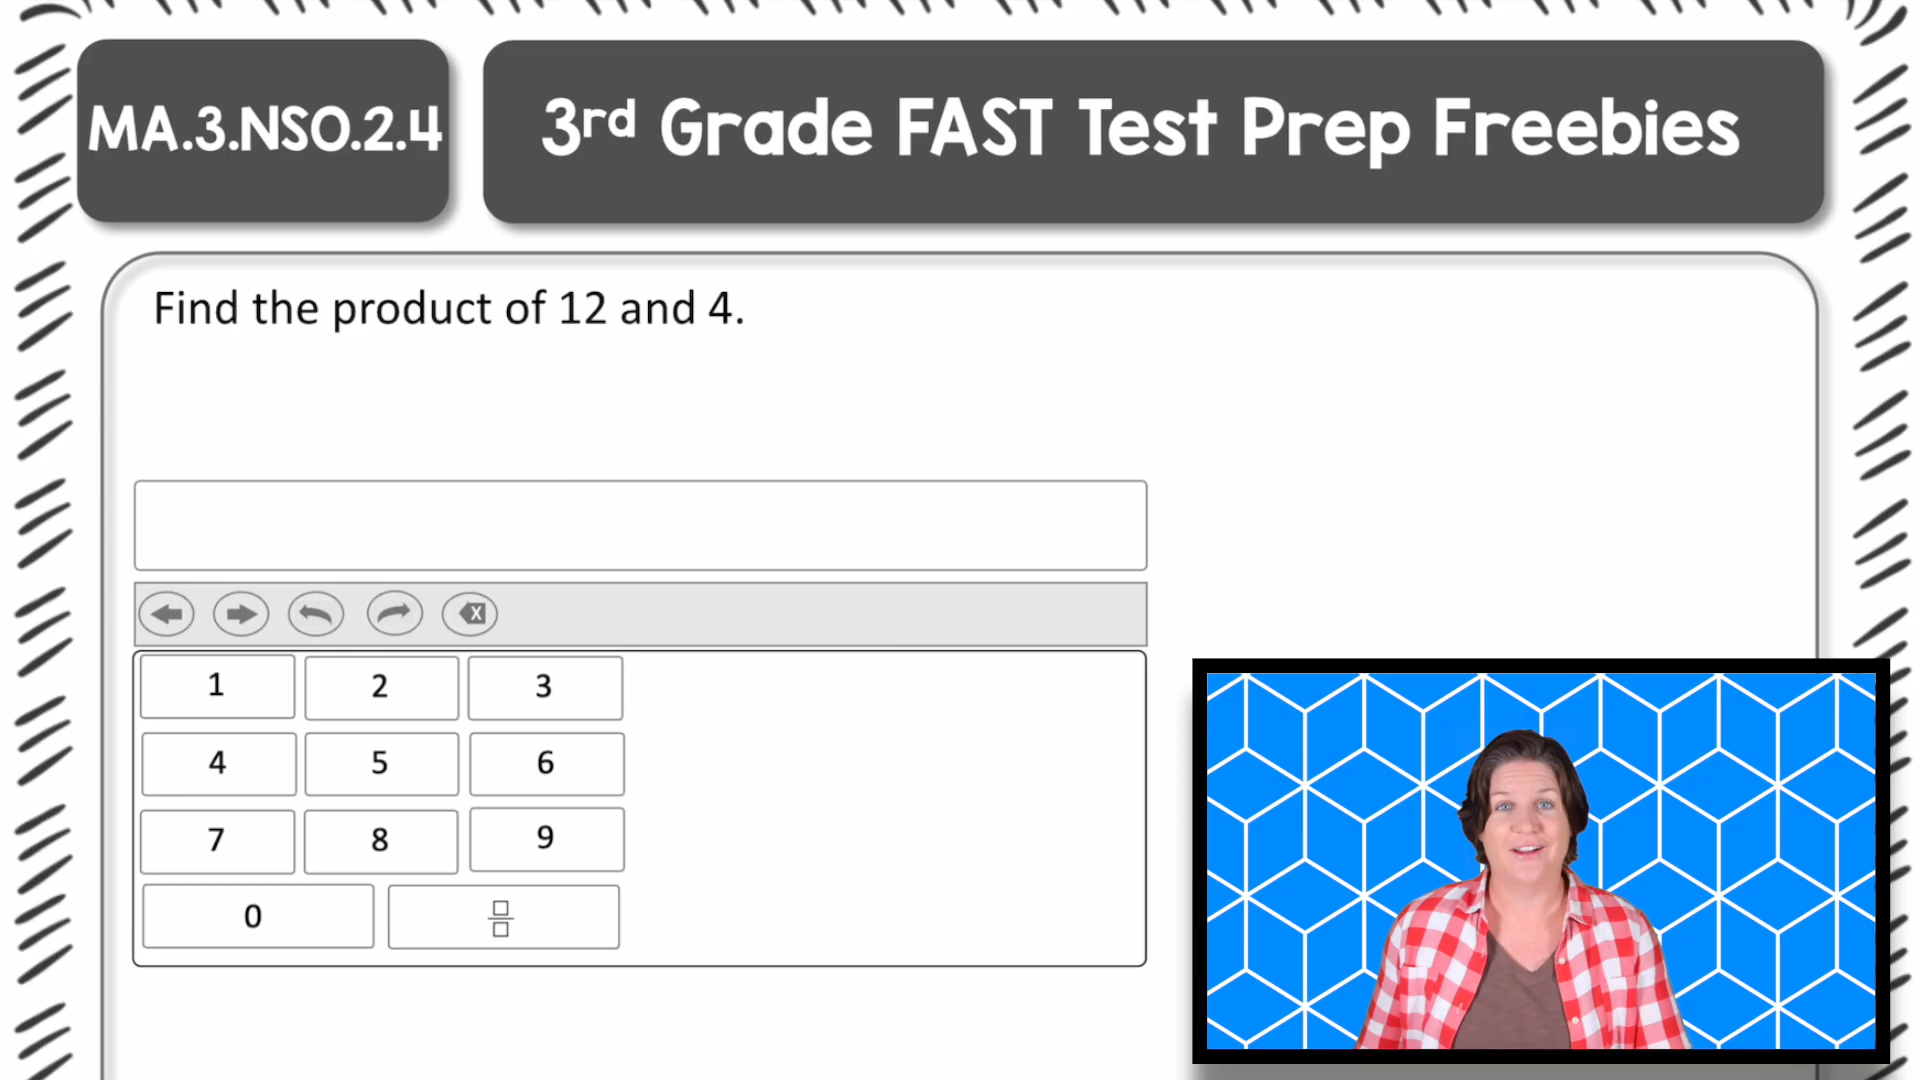 MA.3.NSO.2.4
3rd Grade FAST Test Prep Freebies
Find the product of 12 and 4.
X
1 2 3
4 5 6
7 8 9
0